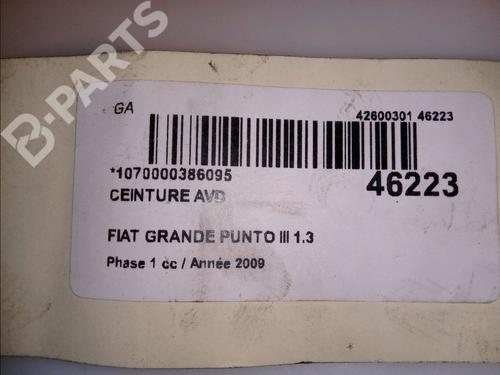 B-PARTS
GA
42600301 46223
*1070000386095
46223
CEINTURE AVD
FIAT GRANDE PUNTO III 1.3
Phase 1 cc / Année 2009